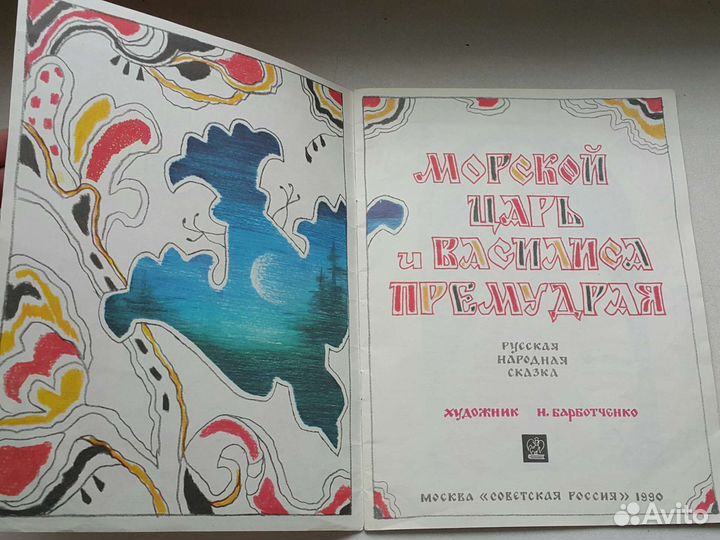 МОРСКОЙ
ЦАРЬ
и ВАСИЛИСА
ПРЕМУДРАЯ
РУССКАЯ
НАРОДНАЯ
СКАЗКА
ХУДОЖНИК Н. БАРБОТЧЕНКО
МОСКВА «СОВЕТСКАЯ РОССИЯ» 1990
Avito